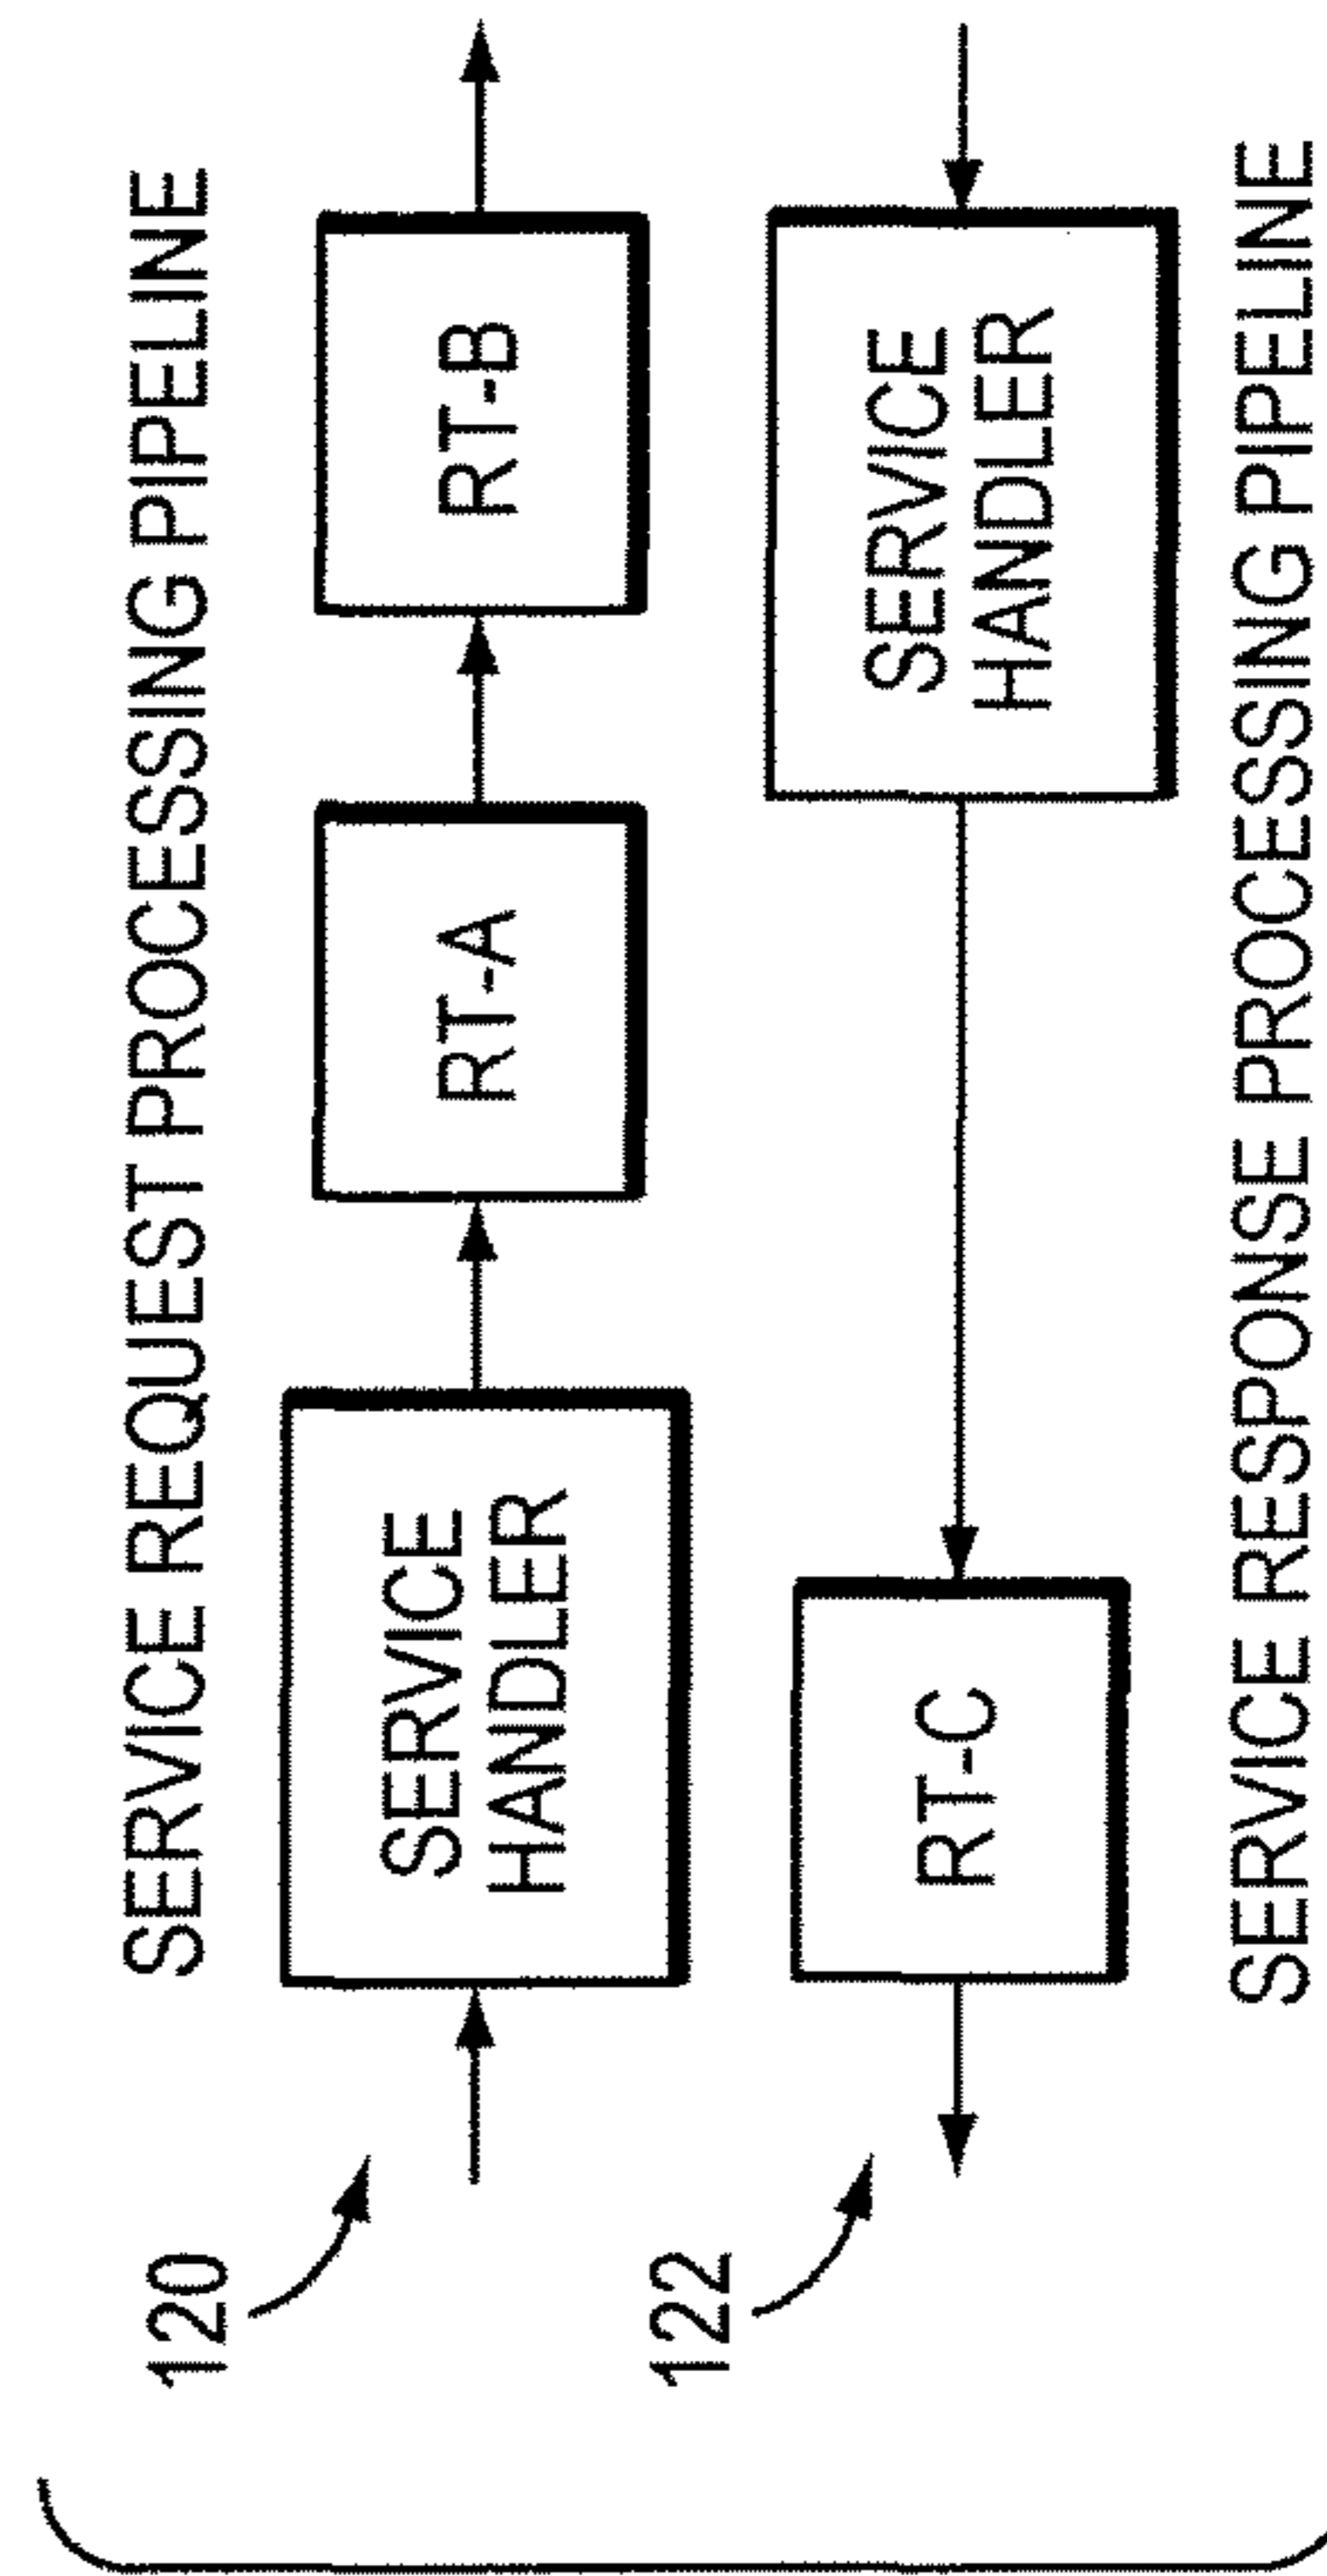 SERVICE REQUEST PROCESSING PIPELINE
120
SERVICE
HANDLER
RT-A
RT-B
122
RT-C
SERVICE
HANDLER
SERVICE RESPONSE PROCESSING PIPELINE